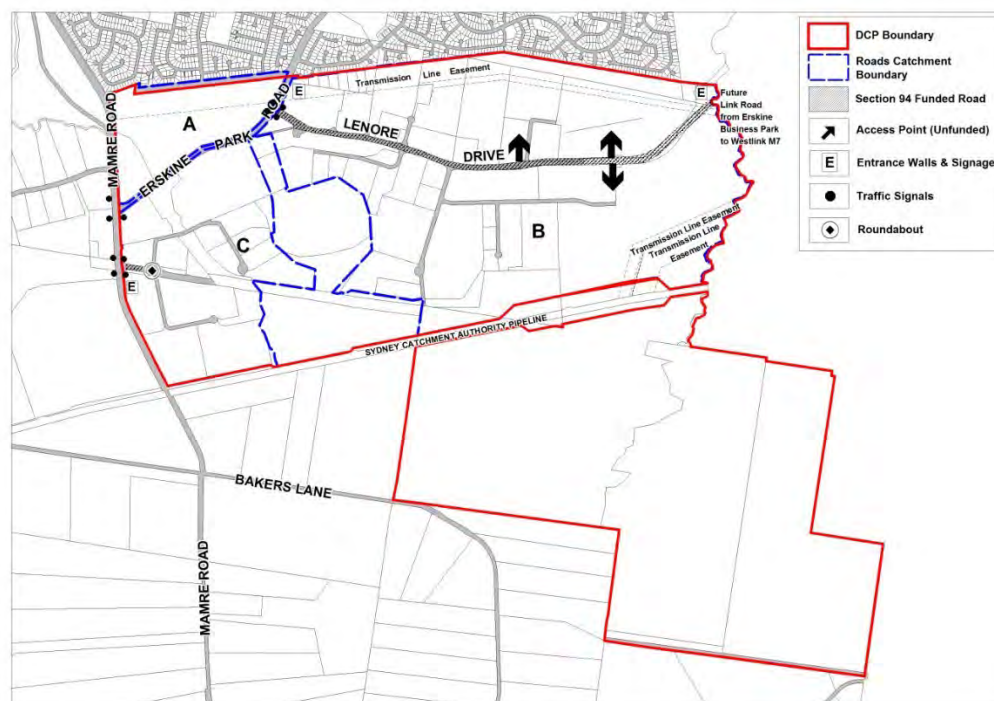 Transmission Line Easement
E
E
Future
Link Road
from Erskine
Business Park
to Westlink M7
A
ERSKINE PARK ROAD
LENORE
DRIVE
MAMRE ROAD
B
C
E
Transmission Line Easement
Transmission Line
Easement
SYDNEY CATCHMENT AUTHORITY PIPELINE
BAKERS LANE
MAMRE ROAD
DCP Boundary
Roads Catchment
Boundary
Section 94 Funded Road
Access Point (Unfunded)
E
Entrance Walls & Signage
Traffic Signals
Roundabout